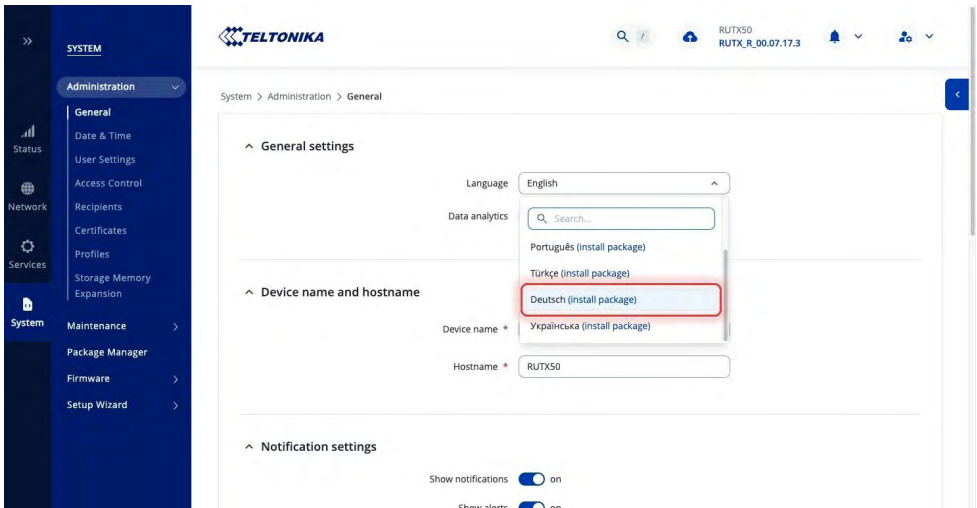 SYSTEM
Administration
General
Date & Time
User Settings
Access Control
Recipients
Certificates
Profiles
Storage Memory
Expansion
Maintenance
Package Manager
Firmware
Setup Wizard
Status
Network
Services
System
TELTONIKA
/
RUTX50
RUTX_R_00.07.17.3
System > Administration > General
General settings
Language English
Data analytics
Search...
Português (install package)
Türkçe (install package)
Deutsch (install package)
Українська (install package)
Device name and hostname
Device name *
Hostname * RUTX50
Notification settings
Show notifications on
Show alerts on